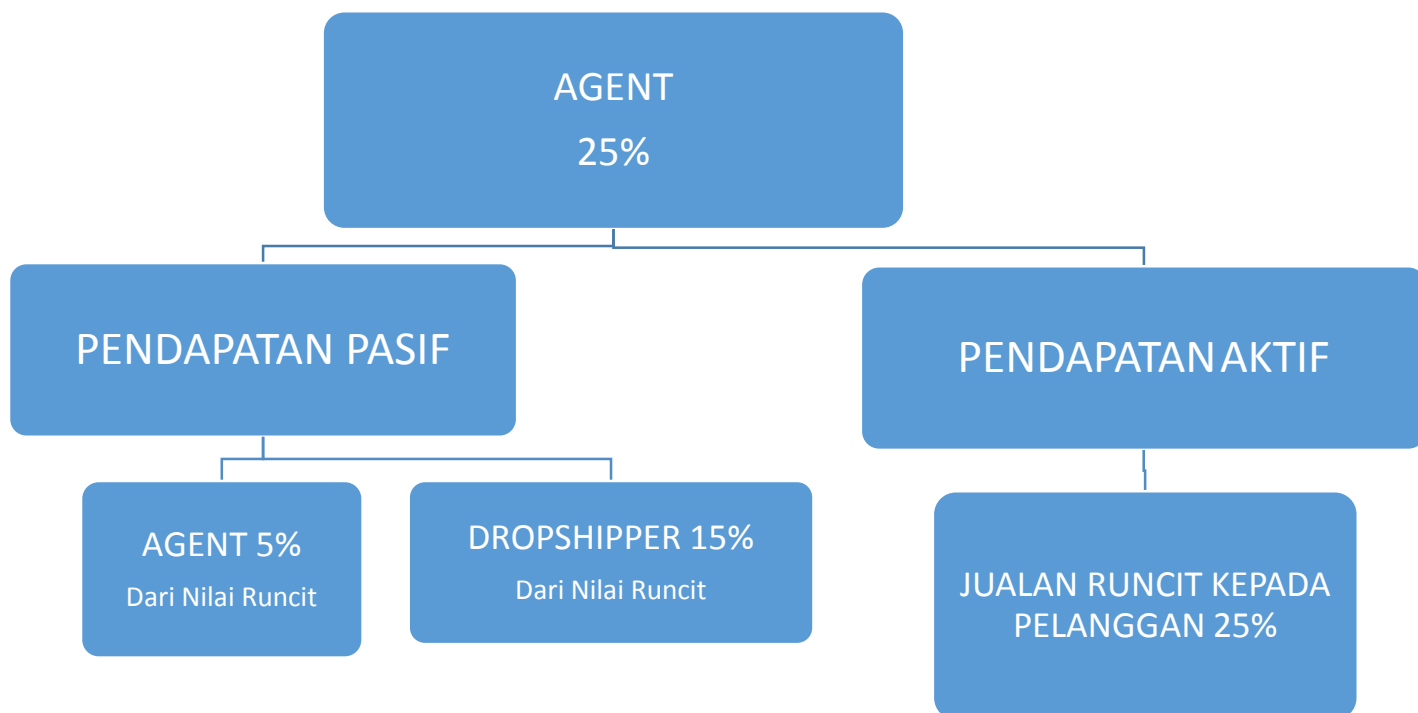 AGENT
25%
PENDAPATAN PASIF
PENDAPATAN AKTIF
AGENT 5%
Dari Nilai Runcit
DROPSHIPPER 15%
Dari Nilai Runcit
JUALAN RUNCIT KEPADA
PELANGGAN 25%